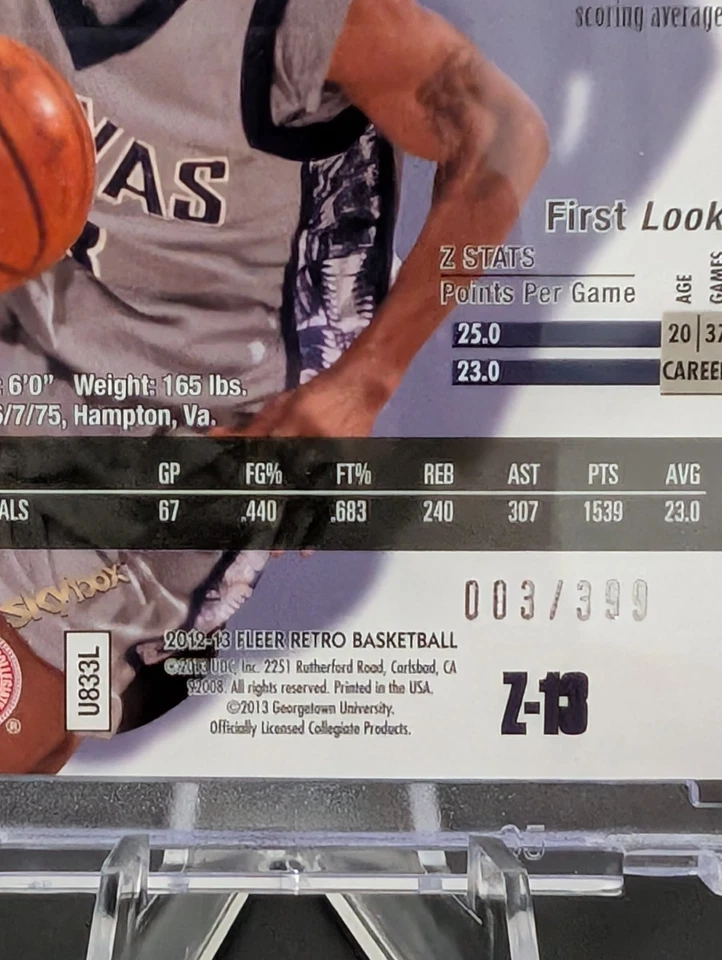 scoring average
VAS
First Look
Z STATS
Points Per Game
AGE
GAMES
25.0
20 37
23.0
CAREER
: 6'0" Weight: 165 lbs.
6/7/75, Hampton, Va.
GP FG% FT% REB AST PTS AVG
ALS 67 .440 .683 240 307 1539 23.0
skybox
003/399
2012-13 FLEER RETRO BASKETBALL
©2013 UDC, Inc. 2251 Rutherford Road, Carlsbad, CA
92008. All rights reserved. Printed in the USA.
©2013 Georgetown University.
Officially Licensed Collegiate Products.
U833L
Z-13